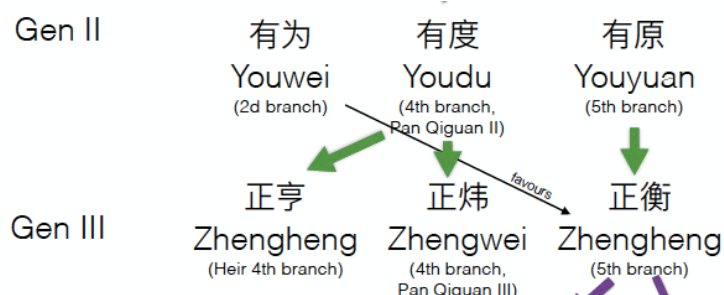 Gen II
有为 有度 有原
Youwei Youdu Youyuan
(2d branch) (4th branch, (5th branch)
Pan Qiguan II)
favours
正亨 正炜 正衡
Gen III
Zhengheng Zhengwei Zhengheng
(Heir 4th branch) (4th branch, (5th branch)
Pan Qiguan III)